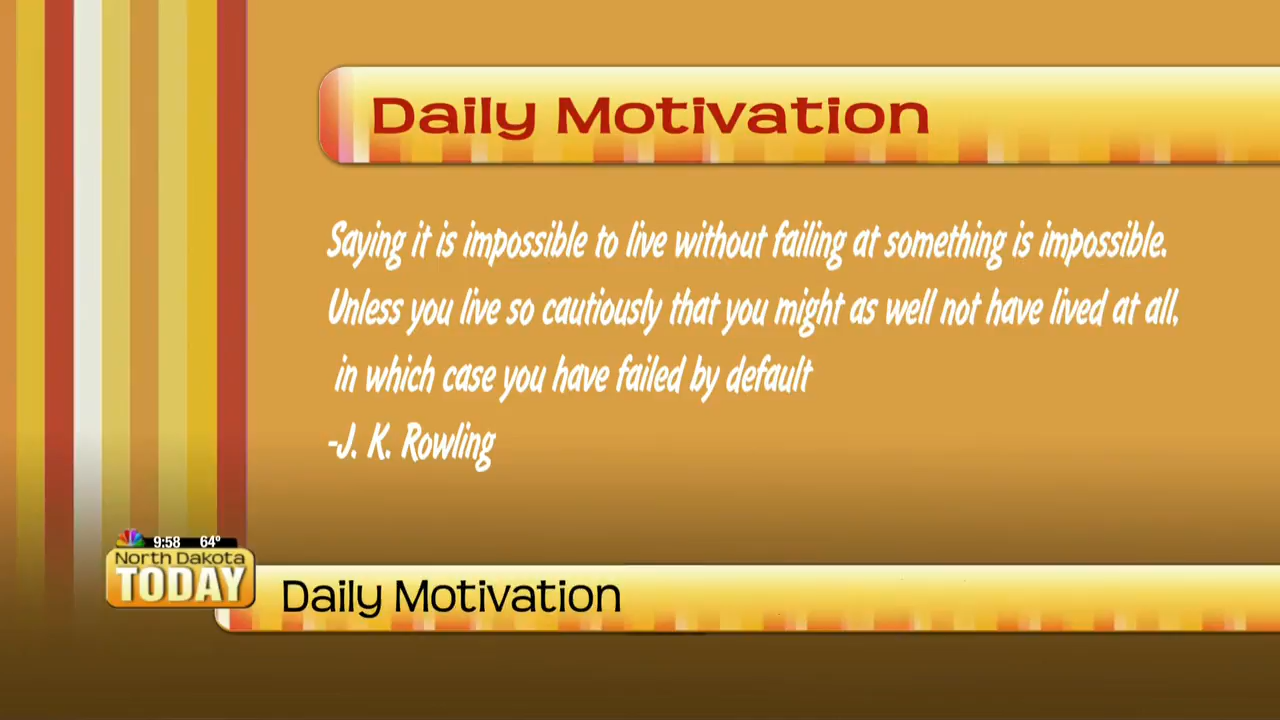 Daily Motivation
Saying it is impossible to live without failing at something is impossible.
Unless you live so cautiously that you might as well not have lived at all,
in which case you have failed by default
-J. K. Rowling
9:58 64°
North Dakota
TODAY
Daily Motivation